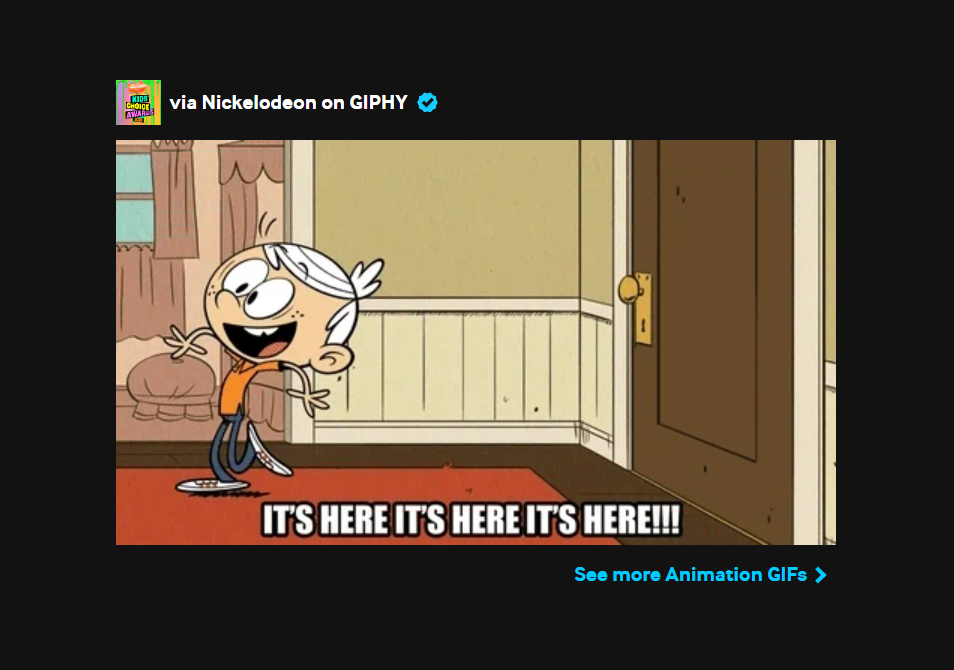 KIDS
CHOICE
AWARDS
via Nickelodeon on GIPHY
IT'S HERE IT'S HERE IT'S HERE!!!
See more Animation GIFs